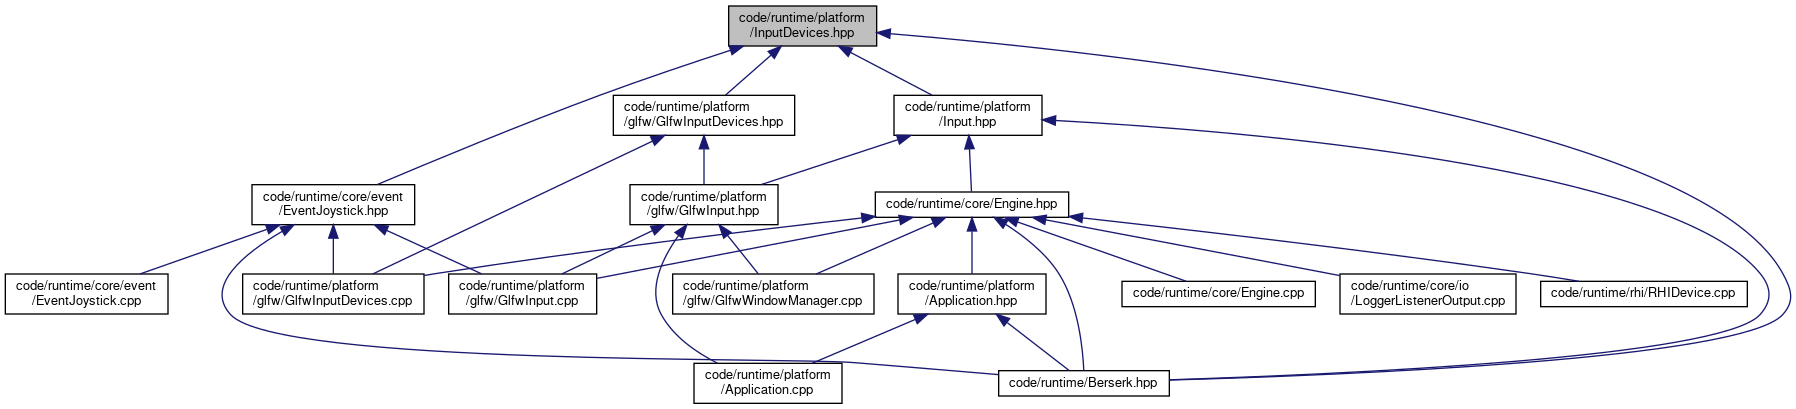 code/runtime/platform
/InputDevices.hpp
code/runtime/platform
/glfw/GlfwInputDevices.hpp
code/runtime/platform
/Input.hpp
code/runtime/core/event
/EventJoystick.hpp
code/runtime/platform
/glfw/GlfwInput.hpp
code/runtime/core/Engine.hpp
code/runtime/core/event
/EventJoystick.cpp
code/runtime/platform
/glfw/GlfwInputDevices.cpp
code/runtime/platform
/glfw/GlfwInput.cpp
code/runtime/platform
/glfw/GlfwWindowManager.cpp
code/runtime/platform
/Application.hpp
code/runtime/core/Engine.cpp
code/runtime/core/io
/LoggerListenerOutput.cpp
code/runtime/rhi/RHIDevice.cpp
code/runtime/platform
/Application.cpp
code/runtime/Berserk.hpp